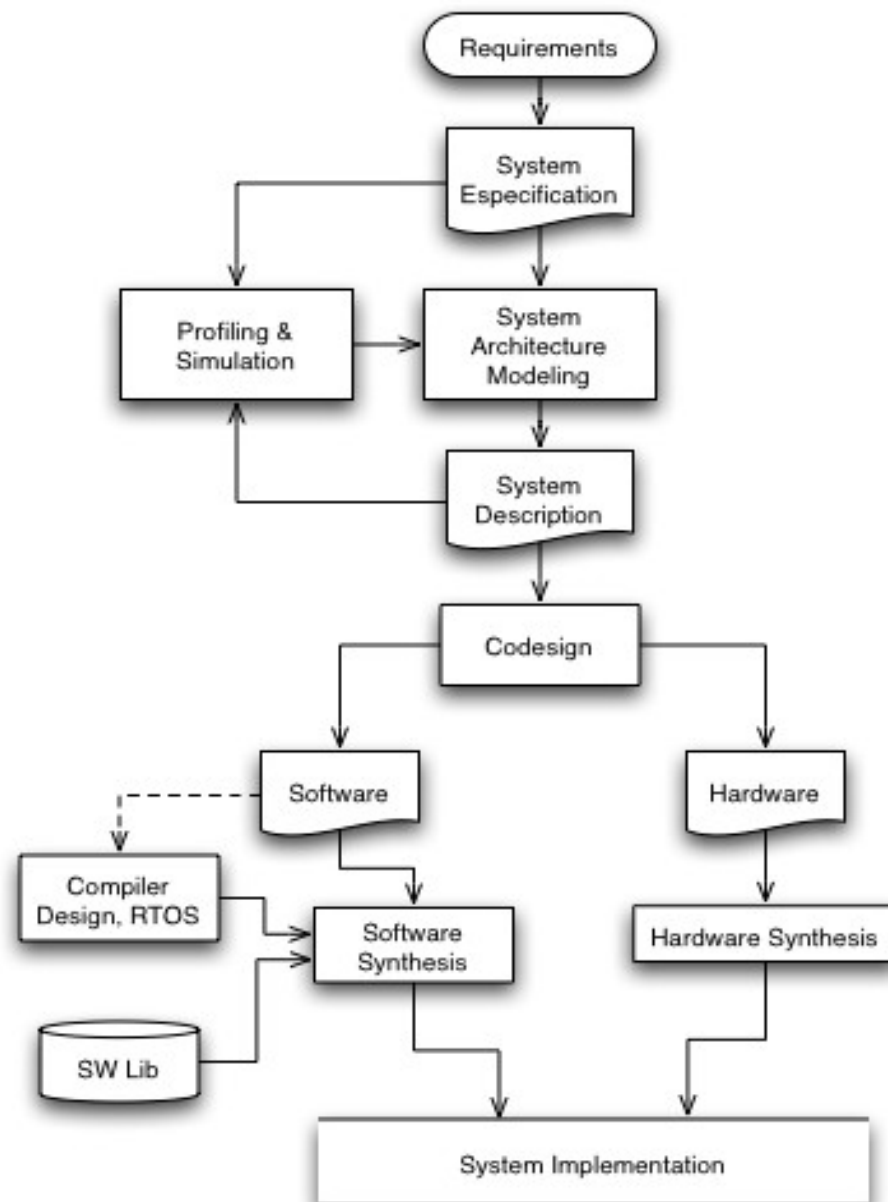 Requirements
System
Especification
Profiling &
Simulation
System
Architecture
Modeling
System
Description
Codesign
Software
Hardware
Compiler
Design, RTOS
Software
Synthesis
Hardware Synthesis
SW Lib
System Implementation